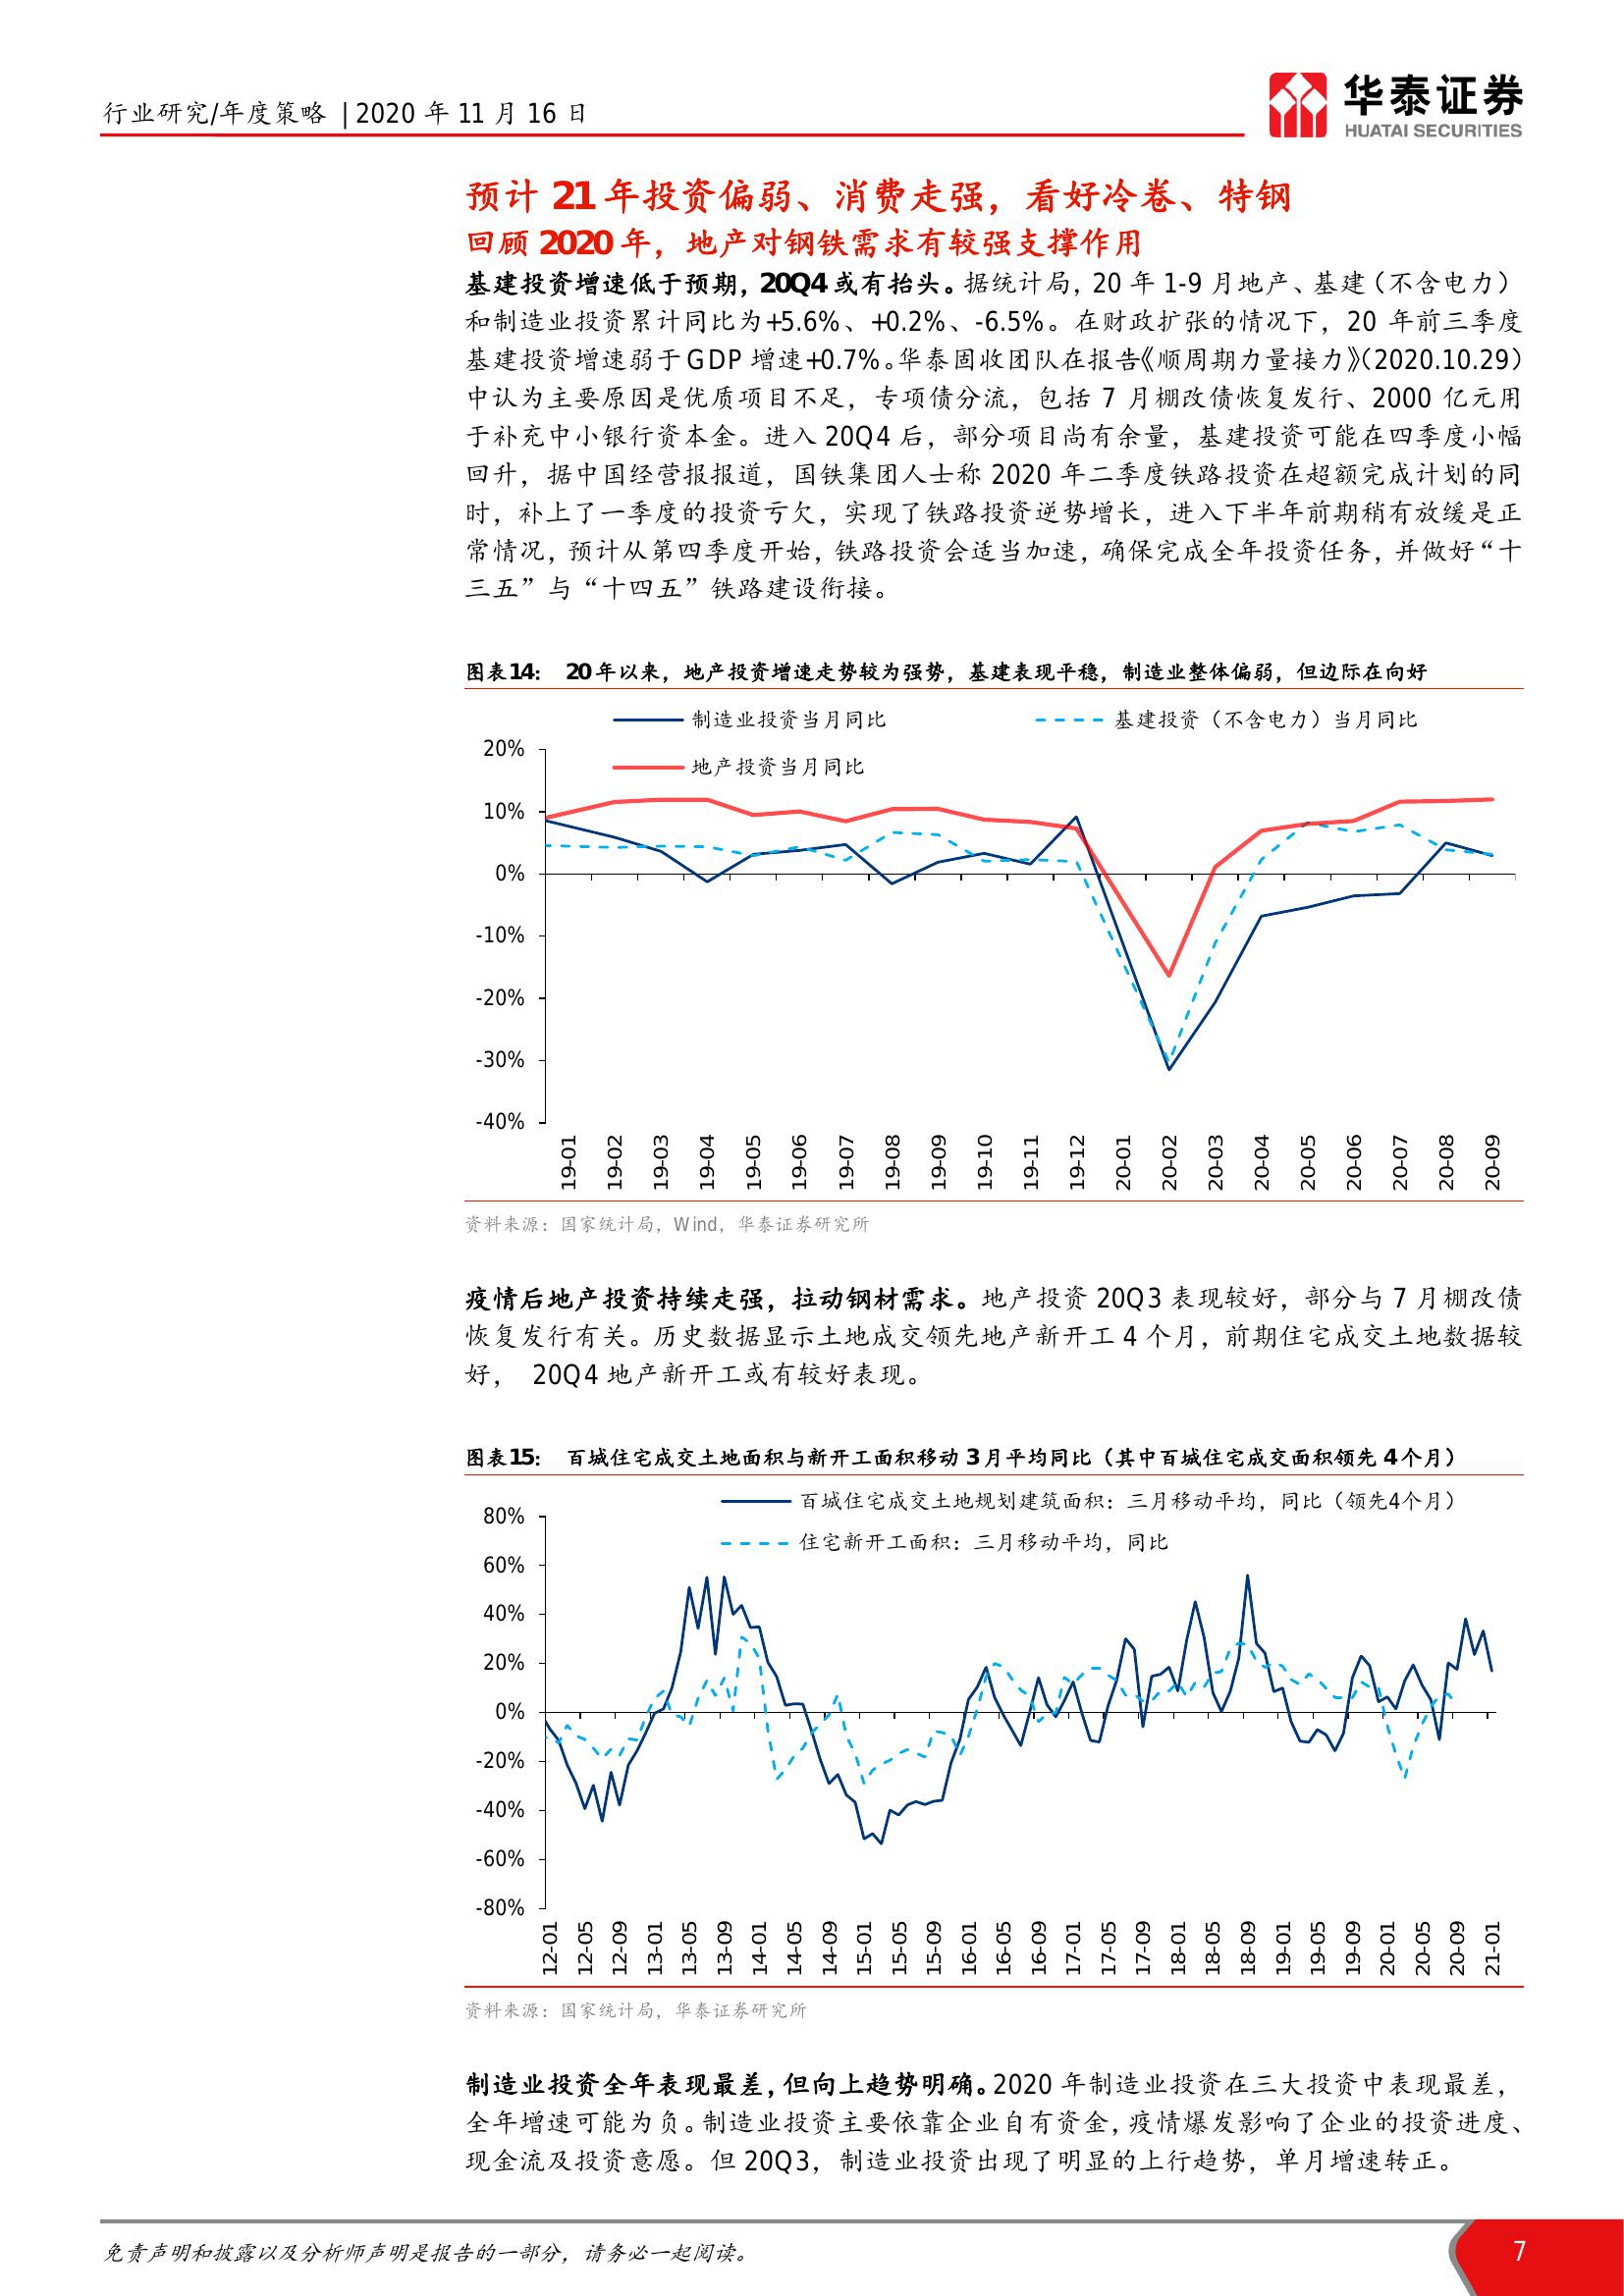 行业研究/年度策略 | 2020 年 11 月 16 日
华泰证券
HUATAI SECURITIES
预计 21 年投资偏弱、消费走强，看好冷卷、特钢
回顾 2020 年，地产对钢铁需求有较强支撑作用
基建投资增速低于预期，20Q4 或有抬头。据统计局，20 年 1-9 月地产、基建（不含电力）
和制造业投资累计同比为+5.6%、+0.2%、-6.5%。在财政扩张的情况下，20 年前三季度
基建投资增速弱于 GDP 增速+0.7%。华泰固收团队在报告《顺周期力量接力》（2020.10.29）
中认为主要原因是优质项目不足，专项债分流，包括 7 月棚改债恢复发行、2000 亿元用
于补充中小银行资本金。进入 20Q4 后，部分项目尚有余量，基建投资可能在四季度小幅
回升，据中国经营报报道，国铁集团人士称 2020 年二季度铁路投资在超额完成计划的同
时，补上了一季度的投资亏欠，实现了铁路投资逆势增长，进入下半年前期稍有放缓是正
常情况，预计从第四季度开始，铁路投资会适当加速，确保完成全年投资任务，并做好“十
三五”与“十四五”铁路建设衔接。
图表14： 20 年以来，地产投资增速走势较为强势，基建表现平稳，制造业整体偏弱，但边际在向好
制造业投资当月同比
基建投资（不含电力）当月同比
地产投资当月同比
20%
10%
0%
-10%
-20%
-30%
-40%
19-01
19-02
19-03
19-04
19-05
19-06
19-07
19-08
19-09
19-10
19-11
19-12
20-01
20-02
20-03
20-04
20-05
20-06
20-07
20-08
20-09
资料来源：国家统计局，Wind，华泰证券研究所
疫情后地产投资持续走强，拉动钢材需求。地产投资 20Q3 表现较好，部分与 7 月棚改债
恢复发行有关。历史数据显示土地成交领先地产新开工 4 个月，前期住宅成交土地数据较
好， 20Q4 地产新开工或有较好表现。
图表15： 百城住宅成交土地面积与新开工面积移动 3 月平均同比（其中百城住宅成交面积领先 4 个月）
百城住宅成交土地规划建筑面积：三月移动平均，同比（领先4个月）
住宅新开工面积：三月移动平均，同比
80%
60%
40%
20%
0%
-20%
-40%
-60%
-80%
12-01
12-05
12-09
13-01
13-05
13-09
14-01
14-05
14-09
15-01
15-05
15-09
16-01
16-05
16-09
17-01
17-05
17-09
18-01
18-05
18-09
19-01
19-05
19-09
20-01
20-05
20-09
21-01
资料来源：国家统计局，华泰证券研究所
制造业投资全年表现最差，但向上趋势明确。2020 年制造业投资在三大投资中表现最差，
全年增速可能为负。制造业投资主要依靠企业自有资金，疫情爆发影响了企业的投资进度、
现金流及投资意愿。但 20Q3，制造业投资出现了明显的上行趋势，单月增速转正。
免责声明和披露以及分析师声明是报告的一部分，请务必一起阅读。
7